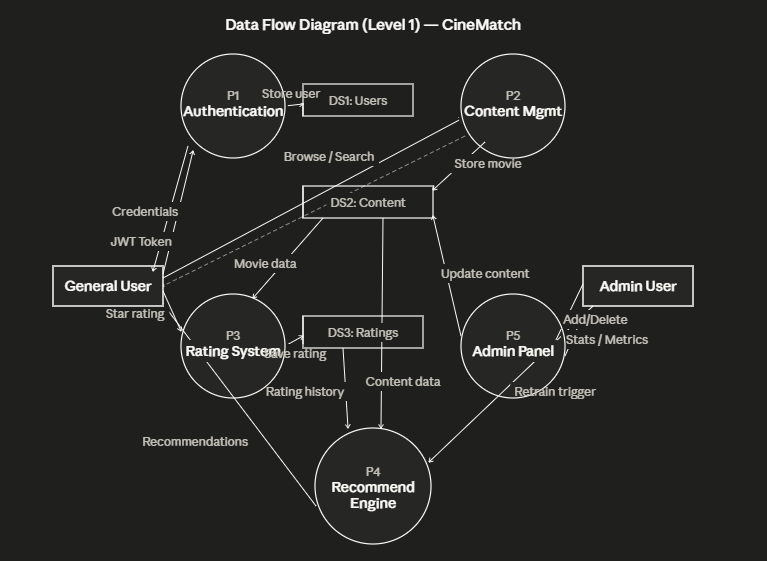 Data Flow Diagram (Level 1) — CineMatch
P1
Authentication
Store user
DS1: Users
P2
Content Mgmt
Browse / Search
Store movie
DS2: Content
Credentials
JWT Token
Movie data
Update content
General User
Admin User
Star rating
Add/Delete
P3
Rating System
Save rating
DS3: Ratings
P5
Admin Panel
Stats / Metrics
Rating history
Content data
Retrain trigger
Recommendations
P4
Recommend
Engine